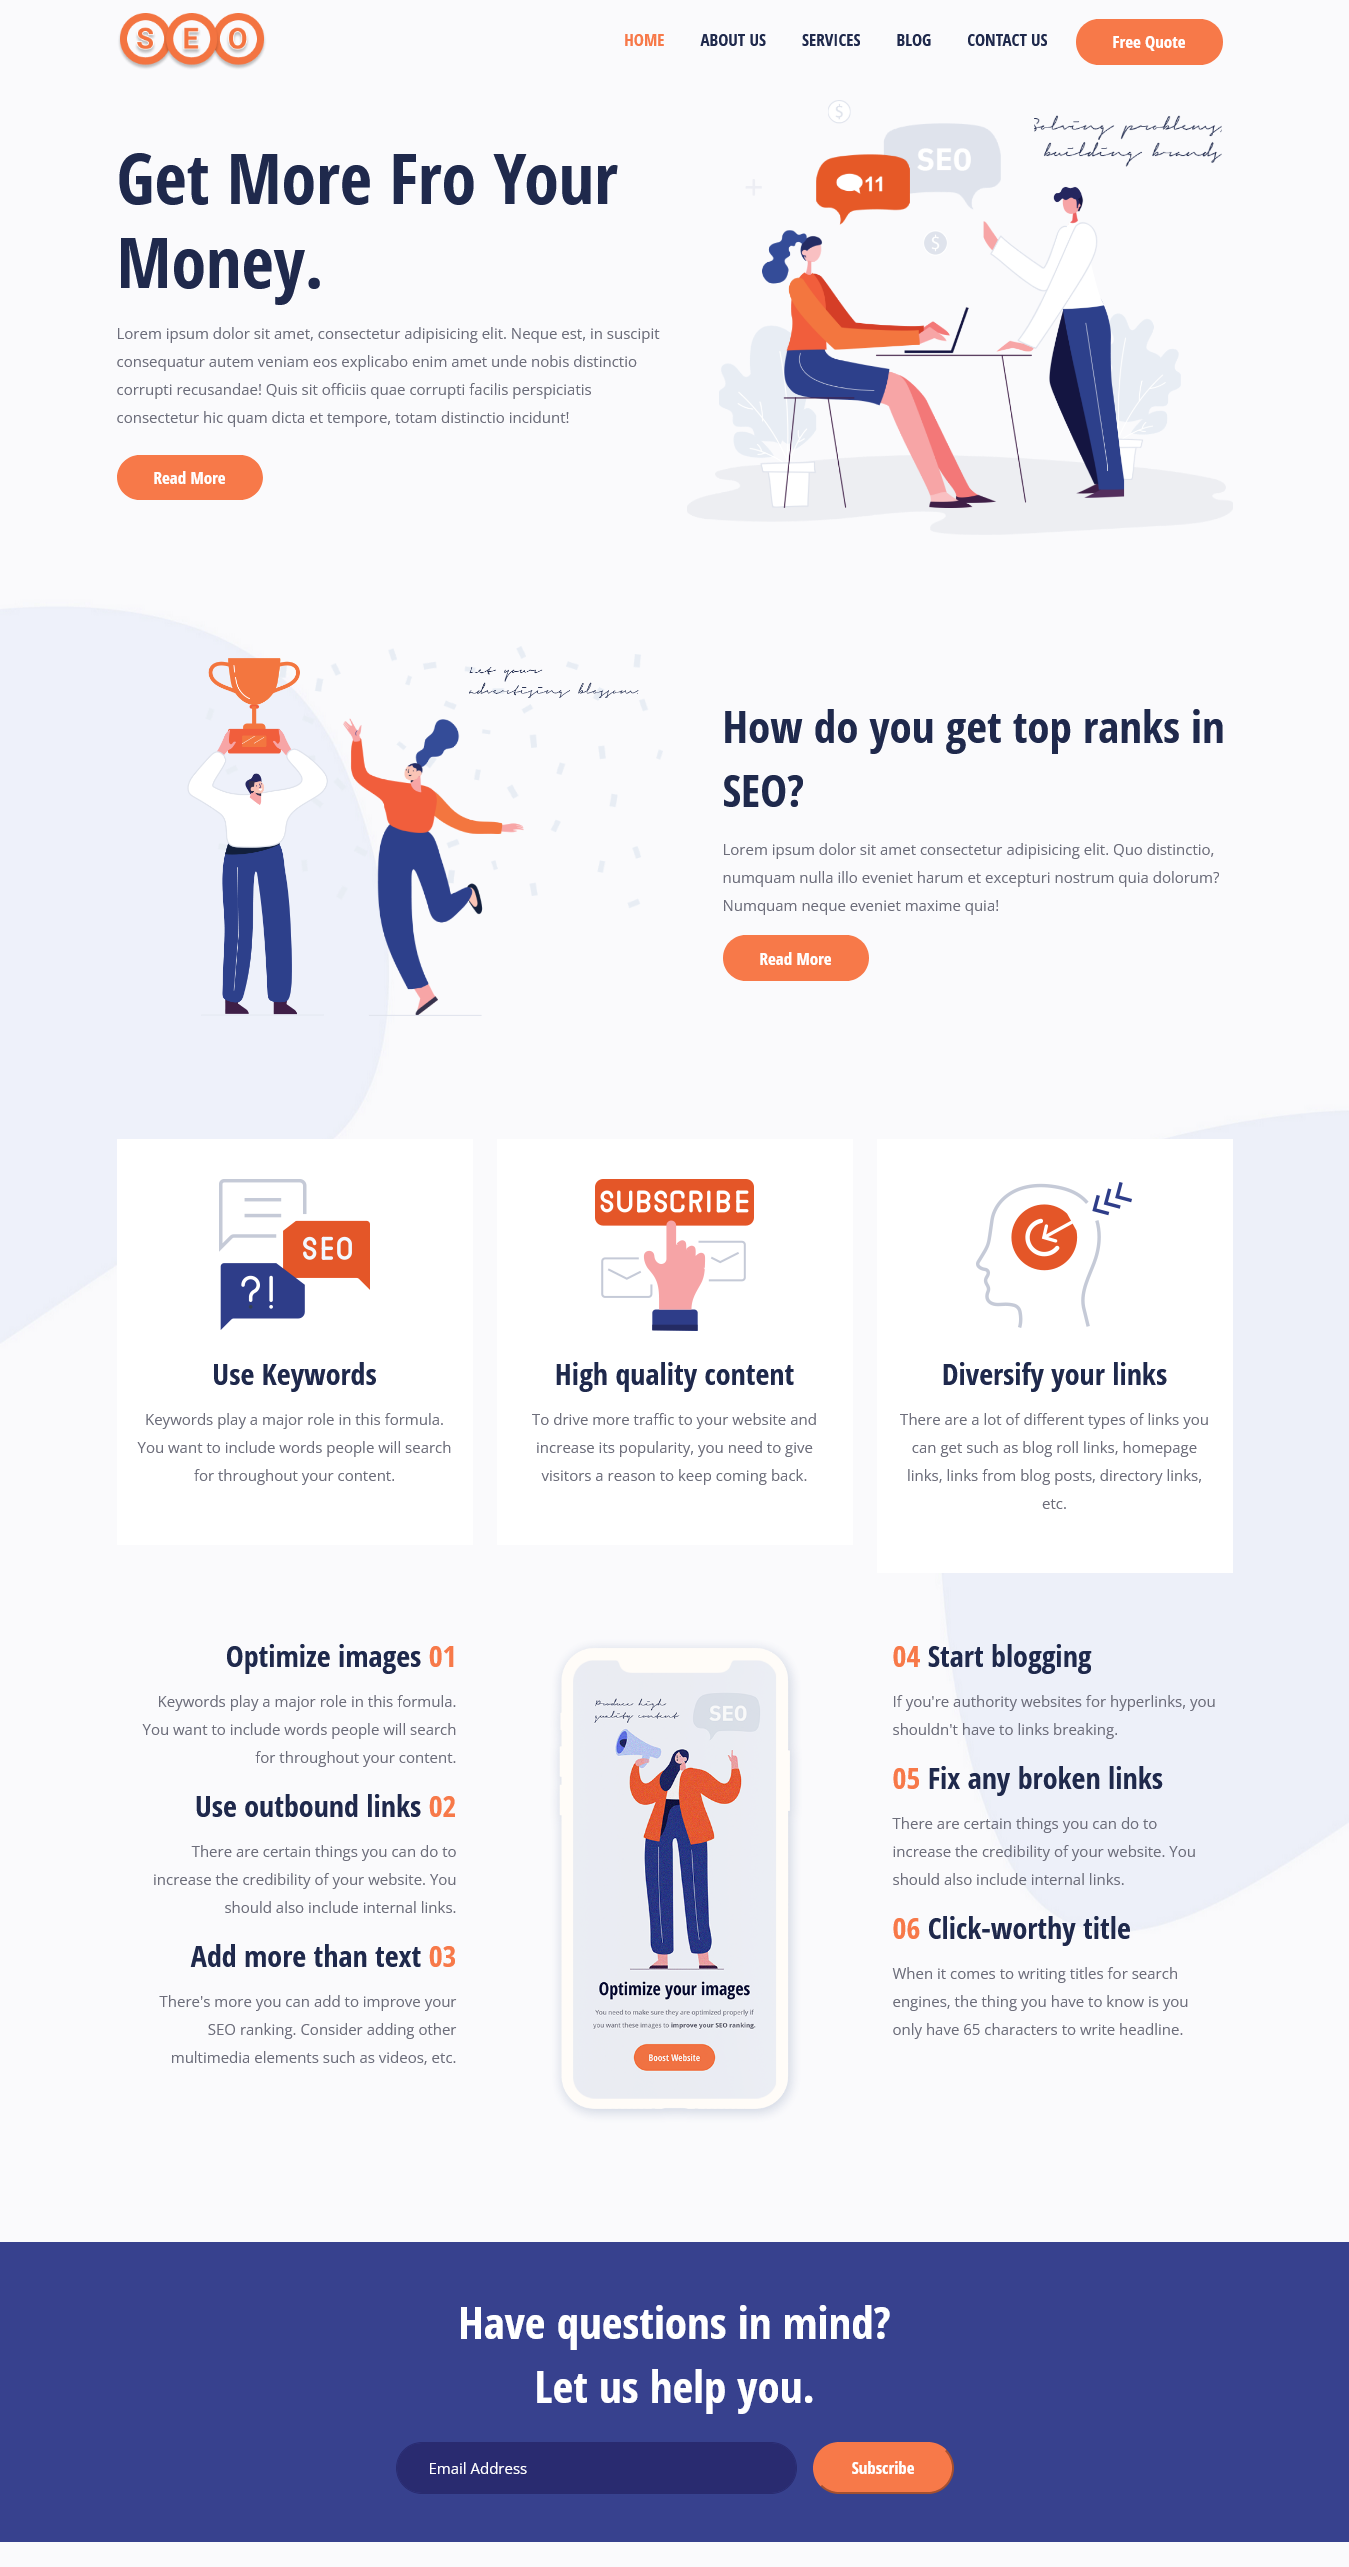 SEO
HOME ABOUT US SERVICES BLOG CONTACT US Free Quote
Solving problems,
building brands
SEO
11
Get More Fro Your
Money.
Lorem ipsum dolor sit amet, consectetur adipisicing elit. Neque est, in suscipit
consequatur autem veniam eos explicabo enim amet unde nobis distinctio
corrupti recusandae! Quis sit officiis quae corrupti facilis perspiciatis
consectetur hic quam dicta et tempore, totam distinctio incidunt!
Read More
Let your
advertising blossom.
How do you get top ranks in
SEO?
Lorem ipsum dolor sit amet consectetur adipisicing elit. Quo distinctio,
numquam nulla illo eveniet harum et excepturi nostrum quia dolorum?
Numquam neque eveniet maxime quia!
Read More
SEO
?!
Use Keywords
Keywords play a major role in this formula.
You want to include words people will search
for throughout your content.
SUBSCRIBE
High quality content
To drive more traffic to your website and
increase its popularity, you need to give
visitors a reason to keep coming back.
Diversify your links
There are a lot of different types of links you
can get such as blog roll links, homepage
links, links from blog posts, directory links,
etc.
Optimize images 01
Keywords play a major role in this formula.
You want to include words people will search
for throughout your content.
Use outbound links 02
There are certain things you can do to
increase the credibility of your website. You
should also include internal links.
Add more than text 03
There's more you can add to improve your
SEO ranking. Consider adding other
multimedia elements such as videos, etc.
Produce high
quality content
SEO
Optimize your images
You need to make sure they are optimized properly if
you want these images to improve your SEO ranking.
Boost Website
04 Start blogging
If you're authority websites for hyperlinks, you
shouldn't have to links breaking.
05 Fix any broken links
There are certain things you can do to
increase the credibility of your website. You
should also include internal links.
06 Click-worthy title
When it comes to writing titles for search
engines, the thing you have to know is you
only have 65 characters to write headline.
Have questions in mind?
Let us help you.
Email Address
Subscribe